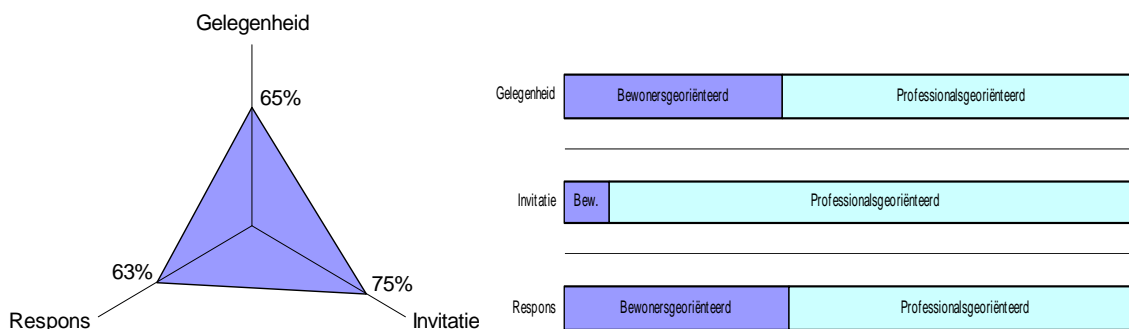 Gelegenheid
65%
63%
75%
Respons
Invitatie
Gelegenheid
Bewonersgeoriënteerd
Professionalsgeoriënteerd
Invitatie
Bew.
Professionalsgeoriënteerd
Respons
Bewonersgeoriënteerd
Professionalsgeoriënteerd